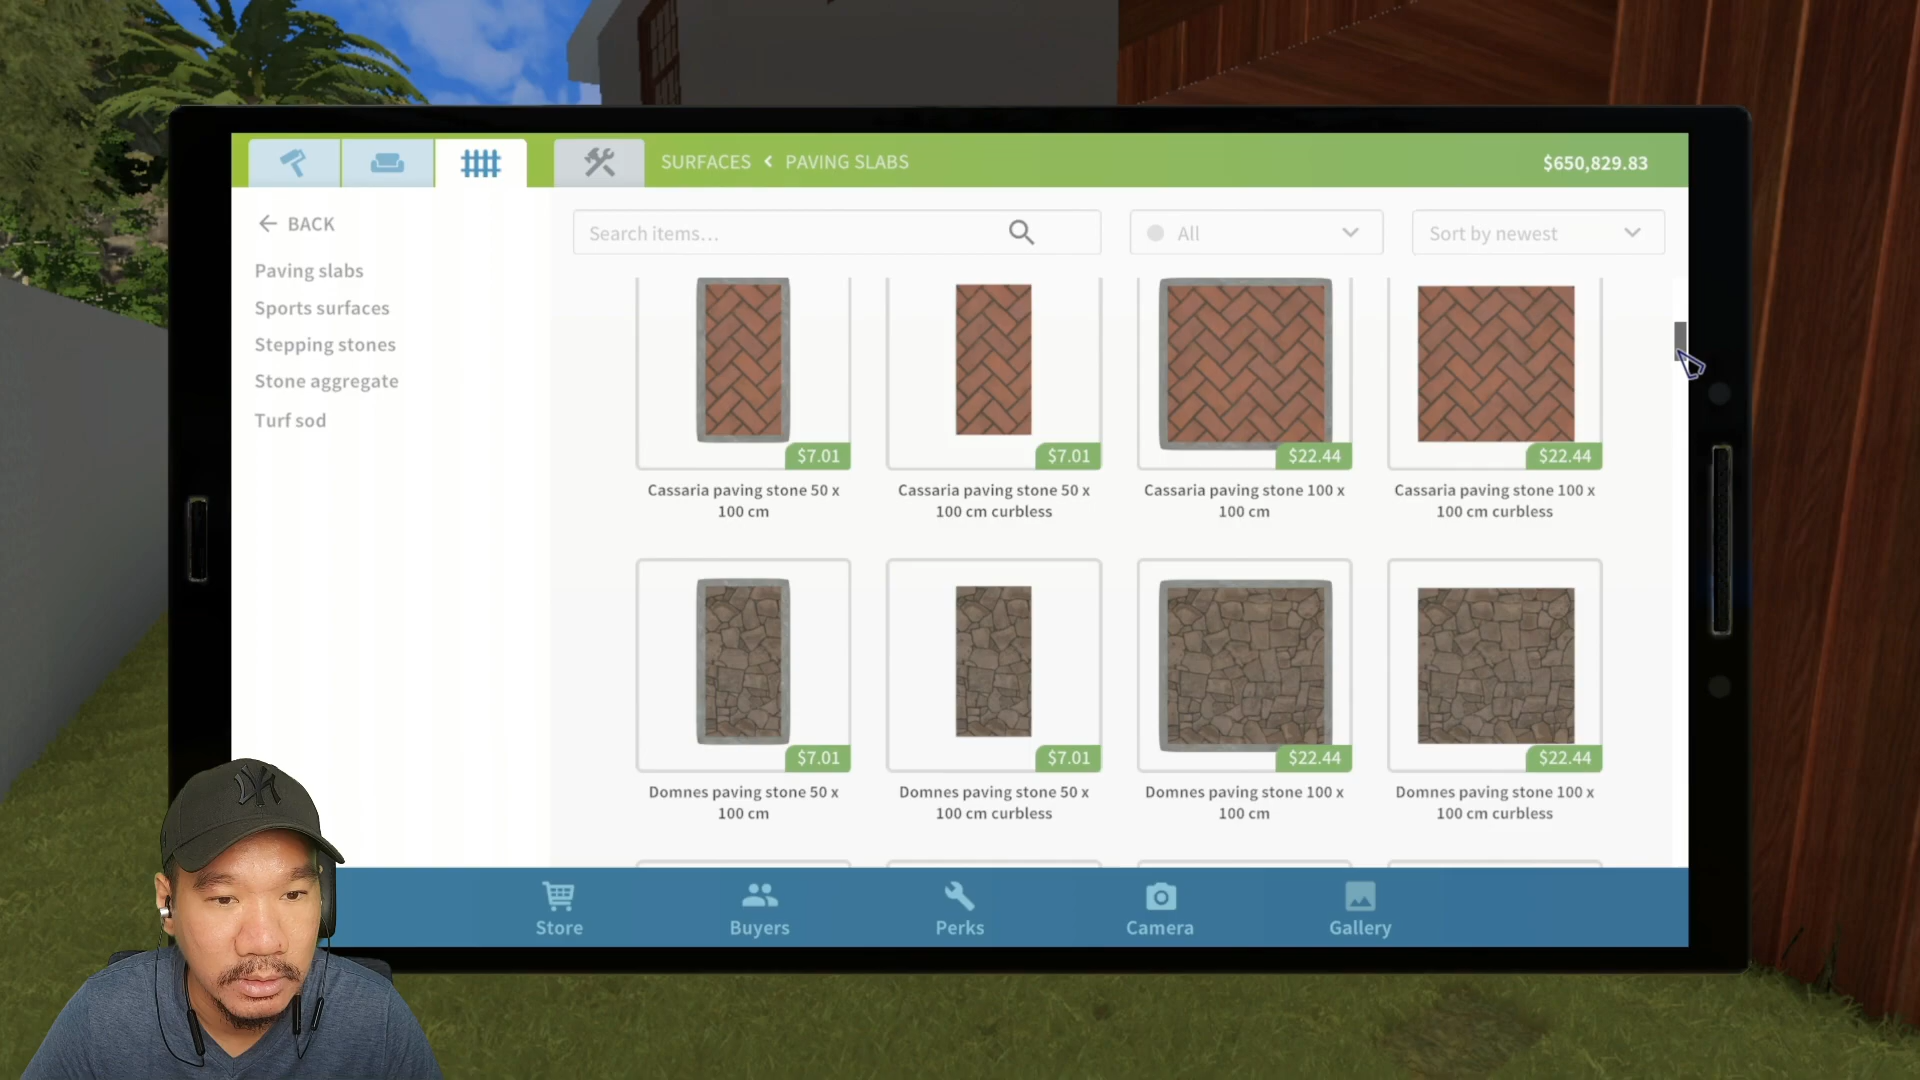 SURFACES < PAVING SLABS
$650,829.83
BACK
Search items...
All
Sort by newest
Paving slabs
Sports surfaces
Stepping stones
Stone aggregate
Turf sod
$7.01
$7.01
$22.44
$22.44
Cassaria paving stone 50 x
100 cm
Cassaria paving stone 50 x
100 cm curbless
Cassaria paving stone 100 x
100 cm
Cassaria paving stone 100 x
100 cm curbless
$7.01
$7.01
$22.44
$22.44
Domnes paving stone 50 x
100 cm
Domnes paving stone 50 x
100 cm curbless
Domnes paving stone 100 x
100 cm
Domnes paving stone 100 x
100 cm curbless
Store
Buyers
Perks
Camera
Gallery
NY